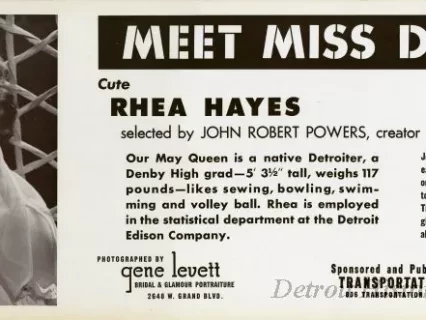 MEET MISS D
Cute
RHEA HAYES
selected by JOHN ROBERT POWERS, creator
Our May Queen is a native Detroiter, a
Denby High grad—5' 3½" tall, weighs 117
pounds—likes sewing, bowling, swim-
ming and volley ball. Rhea is employed
in the statistical department at the Detroit
Edison Company.
PHOTOGRAPHED BY
gene levett
BRIDAL & GLAMOUR PORTRAITURE
2648 W. GRAND BLVD.
Sponsored and Pub
TRANSPORTAT
806 TRANSPORTATION
Detroit